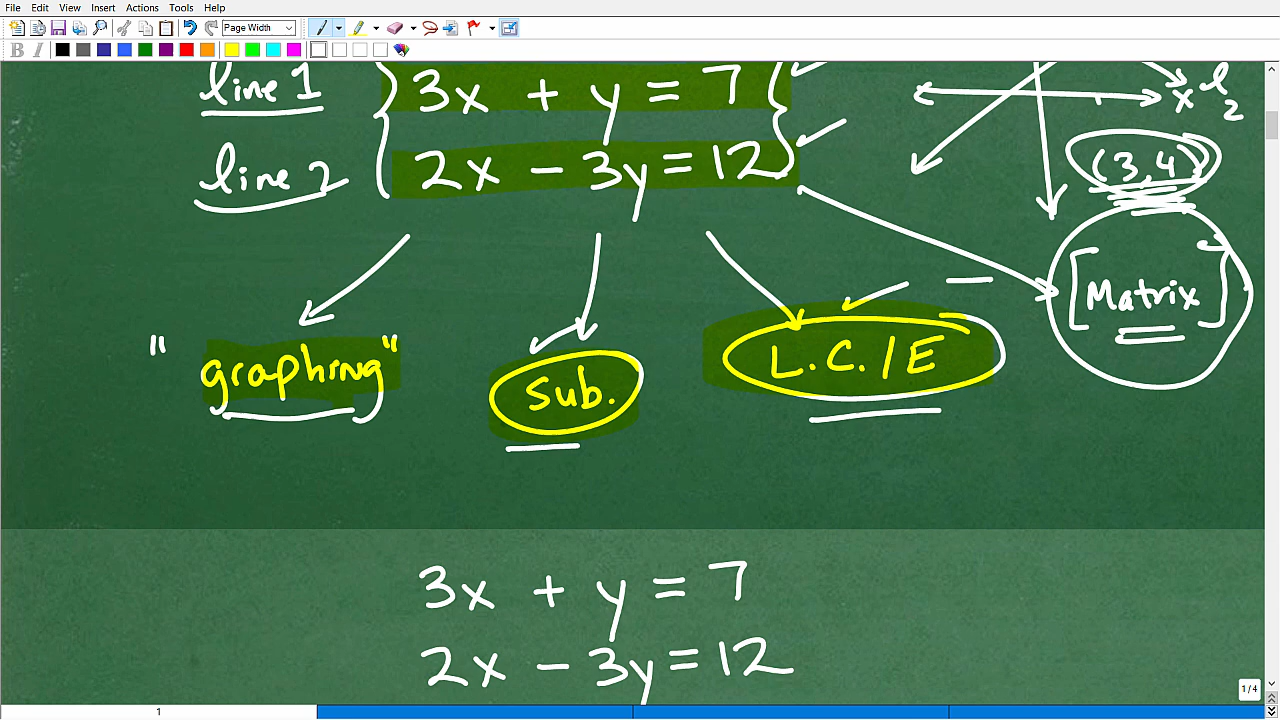 File Edit View Insert Actions Tools Help
Page Width
B I
line 1 3x + y = 7
x l2
line 2 2x - 3y = 12
(3,4)
[Matrix]
"graphing"
Sub.
L.C./E
3x + y = 7
2x - 3y = 12
1/4
1